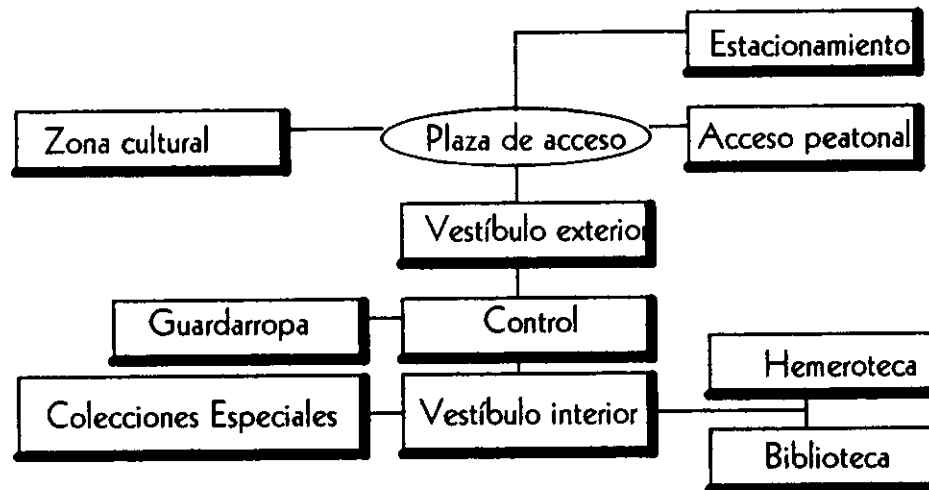 Estacionamiento
Zona cultural
Plaza de acceso
Acceso peatonal
Vestíbulo exterior
Guardarropa
Control
Hemeroteca
Colecciones Especiales
Vestíbulo interior
Biblioteca